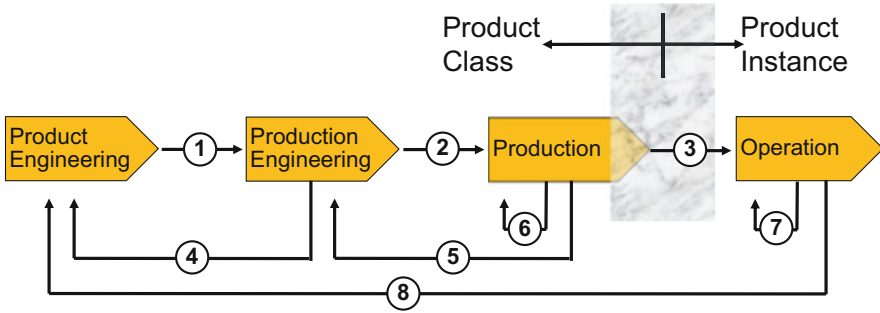 Product
Class
Product
Instance
Product
Engineering
1
Production
Engineering
2
Production
3
Operation
4
5
6
7
8